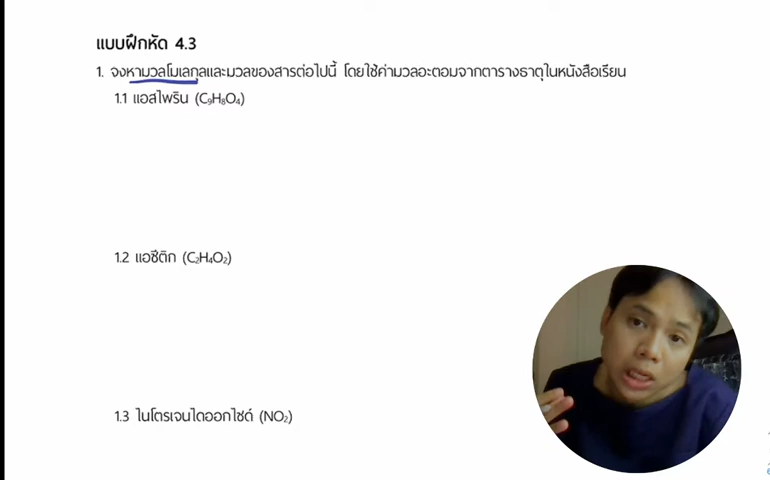 แบบฝึกหัด 4.3
1. จงหามวลโมเลกุลและมวลของสารต่อไปนี้ โดยใช้ค่ามวลอะตอมจากตารางธาตุในหนังสือเรียน
1.1 แอสไพริน (C₉H₈O₄)
1.2 แอซีติก (C₂H₄O₂)
1.3 ไนโตรเจนไดออกไซด์ (NO₂)